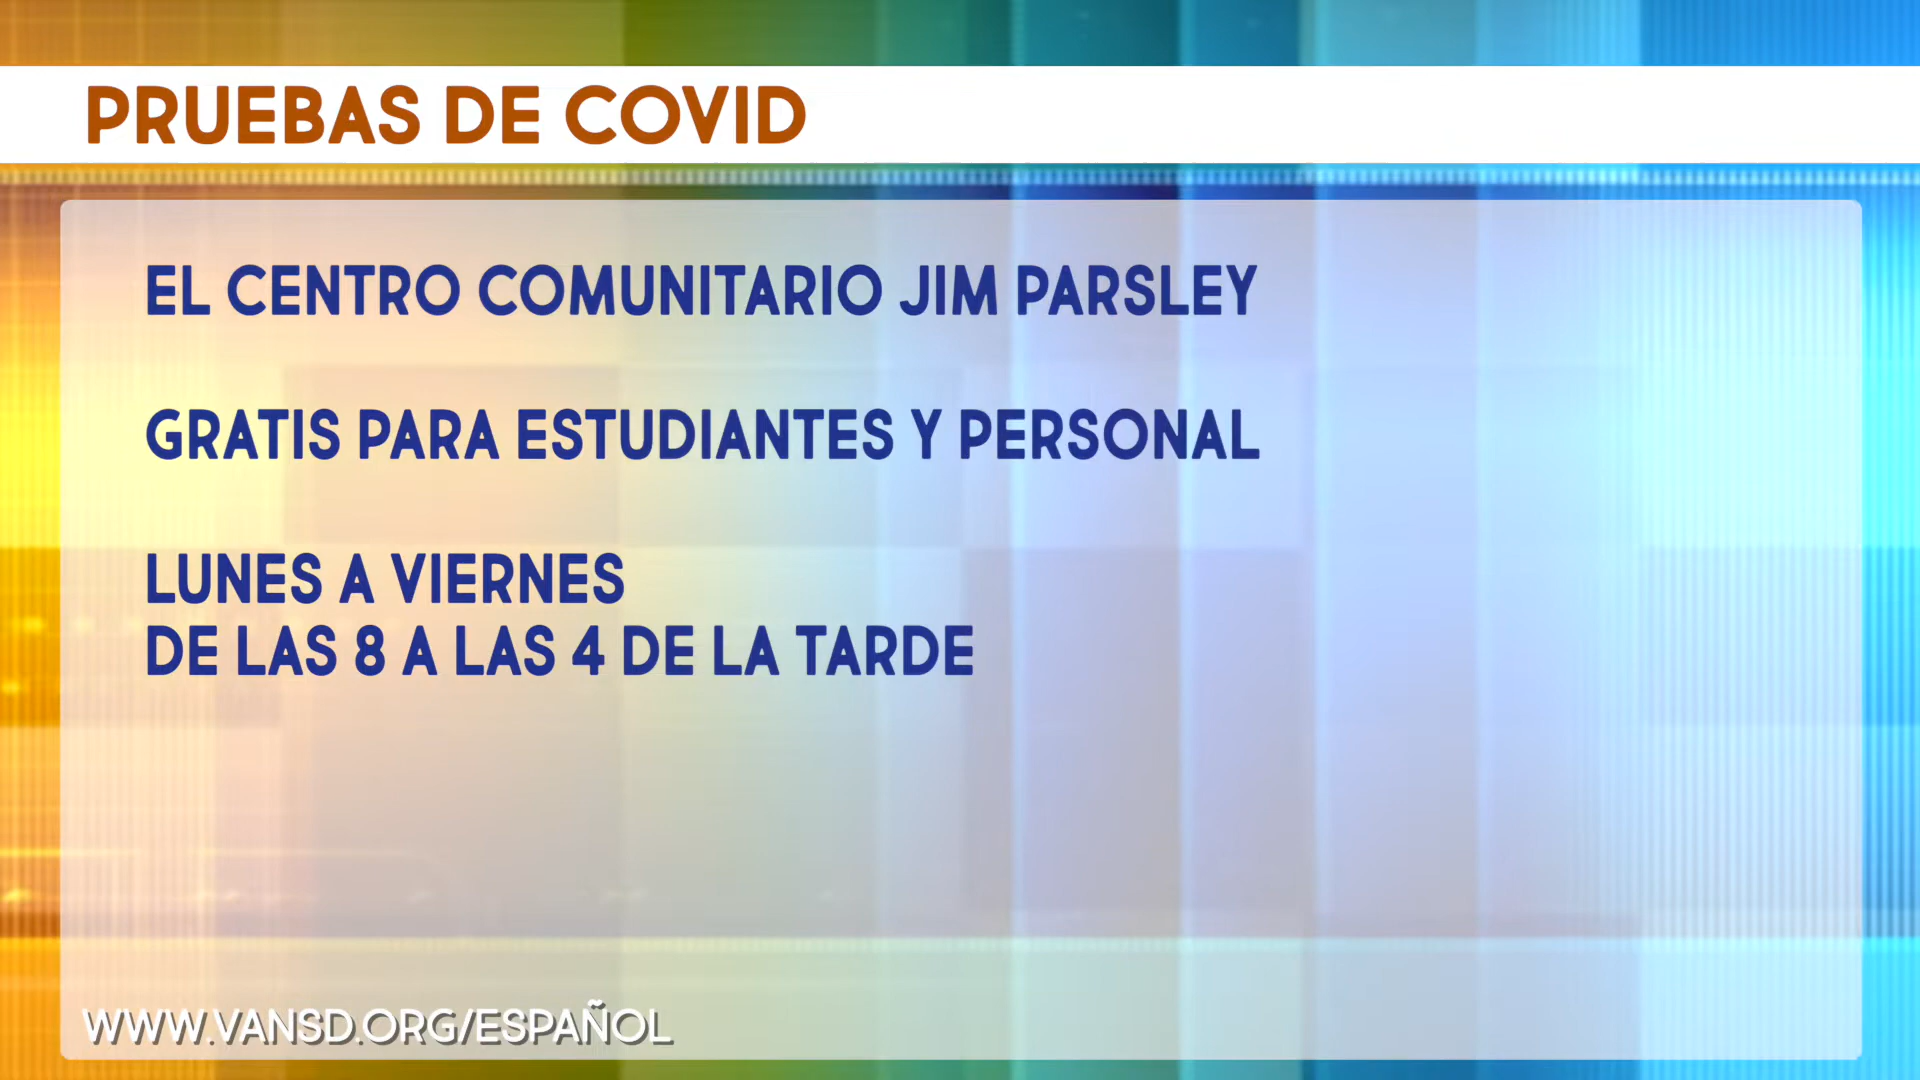 PRUEBAS DE COVID
EL CENTRO COMUNITARIO JIM PARSLEY
GRATIS PARA ESTUDIANTES Y PERSONAL
LUNES A VIERNES
DE LAS 8 A LAS 4 DE LA TARDE
WWW.VANSD.ORG/ESPAÑOL